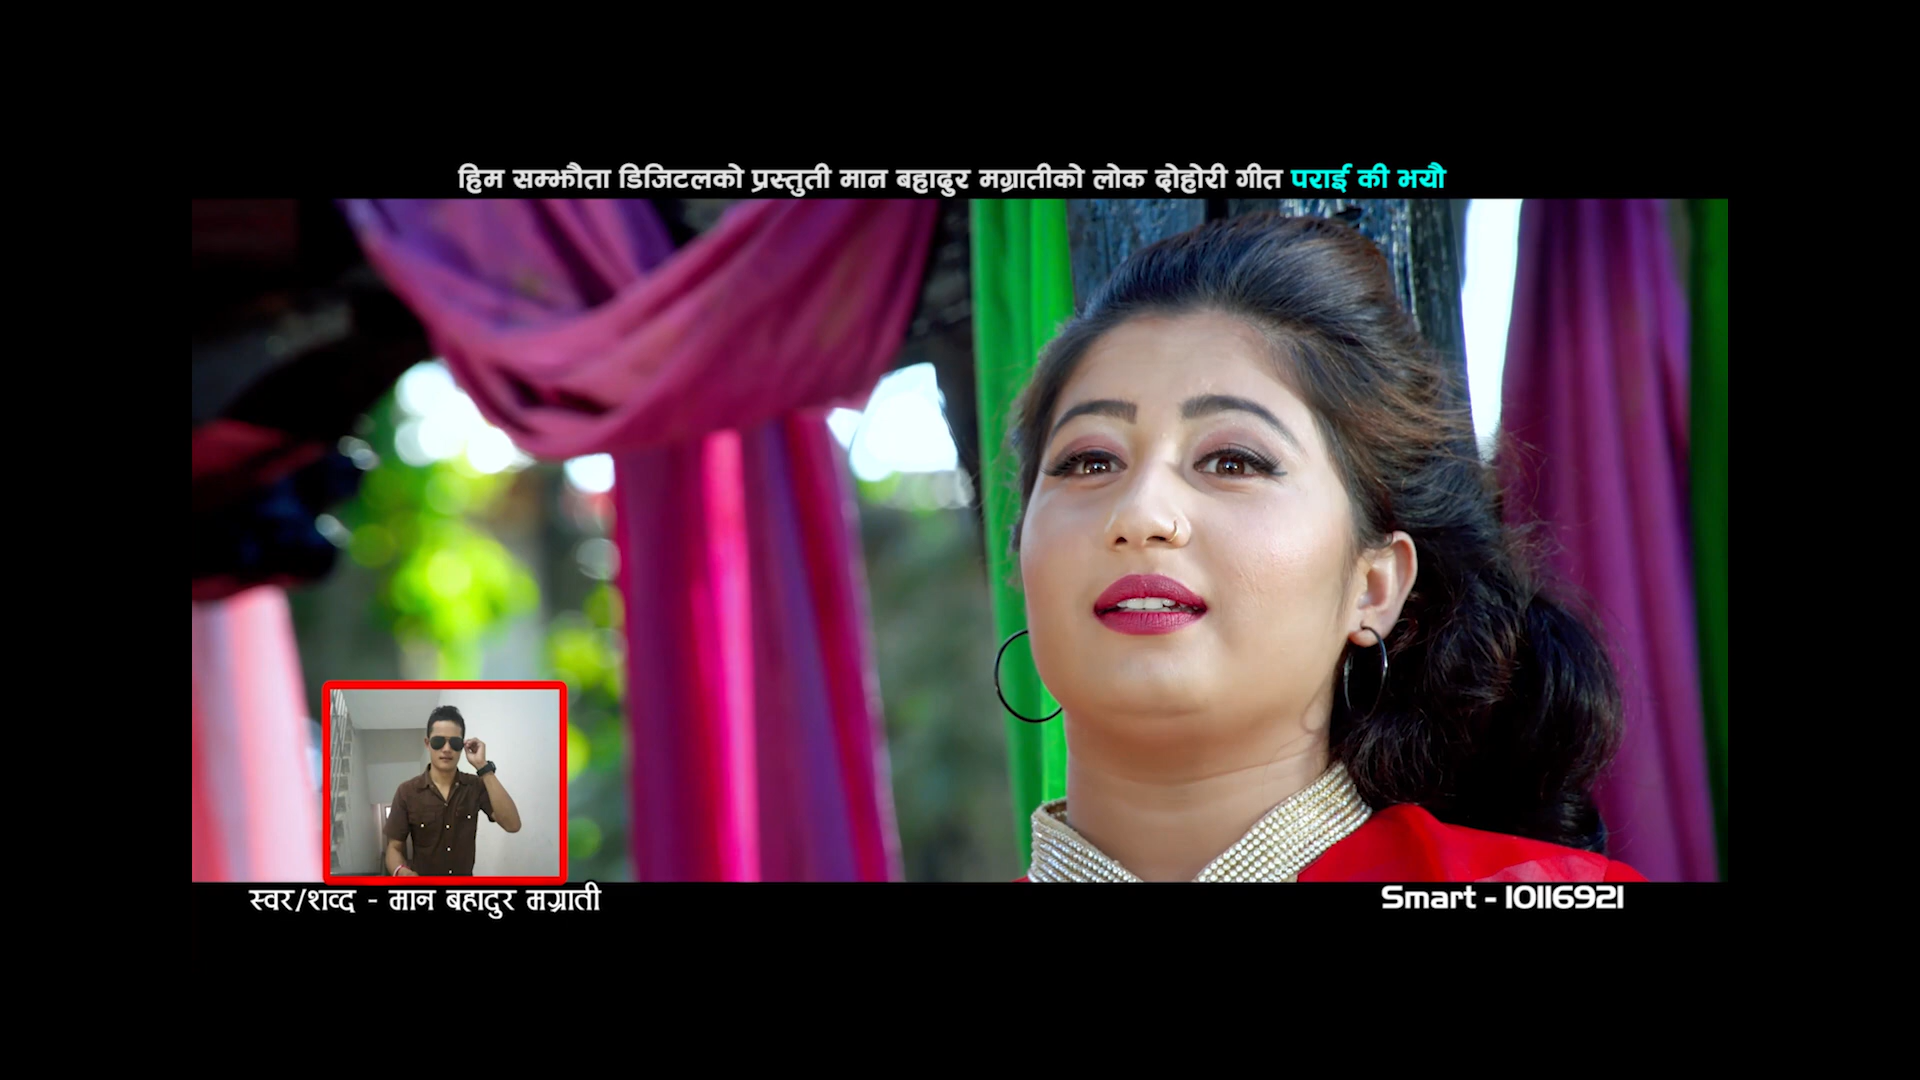 हिम सम्झौता डिजिटलको प्रस्तुती मान बहादुर मग्रातीको लोक दोहोरी गीत पराई की भयौ
स्वर/शव्द - मान बहादुर मग्राती
Smart - 10116921